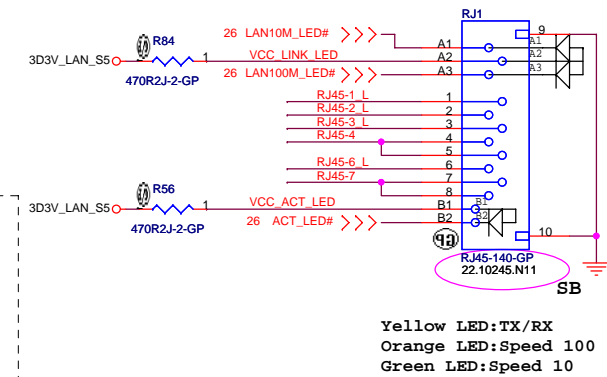 RJ1
R84
3D3V_LAN_S5
1
470R2J-2-GP
26 LAN10M_LED#
VCC_LINK_LED
26 LAN100M_LED#
A1
A2
A3
9
A1
A2
A3
RJ45-1_L
RJ45-2_L
RJ45-3_L
RJ45-4
RJ45-6_L
RJ45-7
1
2
3
4
5
6
7
8
R56
3D3V_LAN_S5
1
470R2J-2-GP
VCC_ACT_LED
26 ACT_LED#
B1
B2
B1
B2
10
RJ45-140-GP
22.10245.N11
SB
Yellow LED:TX/RX
Orange LED:Speed 100
Green LED:Speed 10